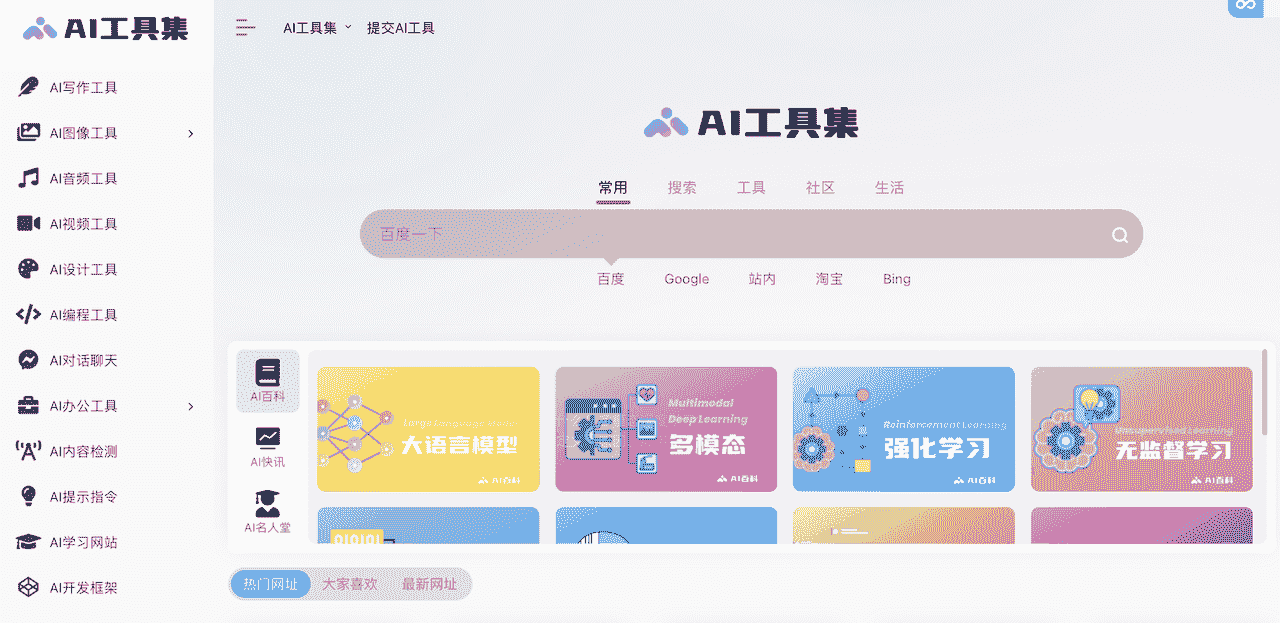 AI工具集
AI写作工具
AI图像工具
AI音频工具
AI视频工具
AI设计工具
AI编程工具
AI对话聊天
AI办公工具
AI内容检测
AI提示指令
AI学习网站
AI开发框架
AI工具集
提交AI工具
AI工具集
常用
搜索
工具
社区
生活
百度一下
百度
Google
站内
淘宝
Bing
AI百科
AI快讯
AI名人堂
大语言模型
AI百科
Multimodal
Deep Learning
多模态
AI百科
Reinforcement Learning
强化学习
AI百科
无监督学习
AI百科
010101
热门网址
大家喜欢
最新网址